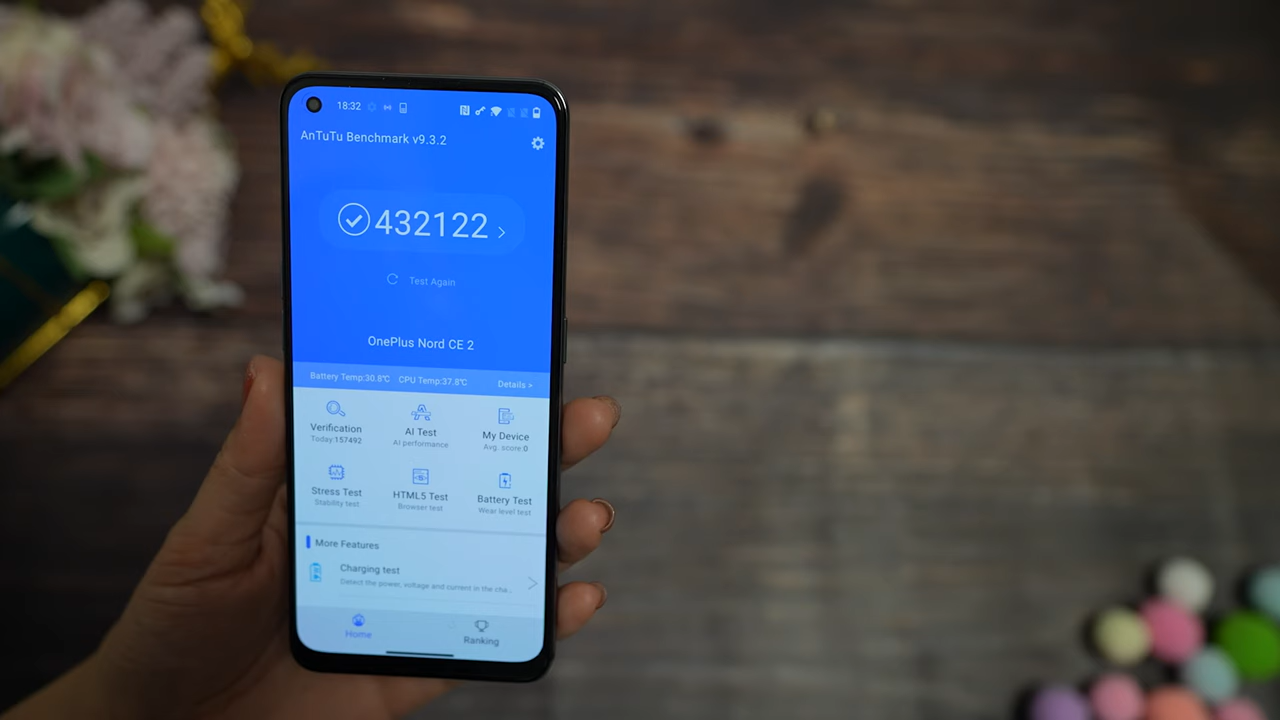 18:32
AnTuTu Benchmark v9.3.2
432122
Test Again
OnePlus Nord CE 2
Battery Temp:30.8℃ CPU Temp:37.8℃ Details >
Verification
Today:157492
AI Test
AI performance
My Device
Avg. score:0
Stress Test
Stability test
HTML5 Test
Browser test
Battery Test
Wear level test
More Features
Charging test
Detect the power, voltage and current in the cha...
Home
Ranking